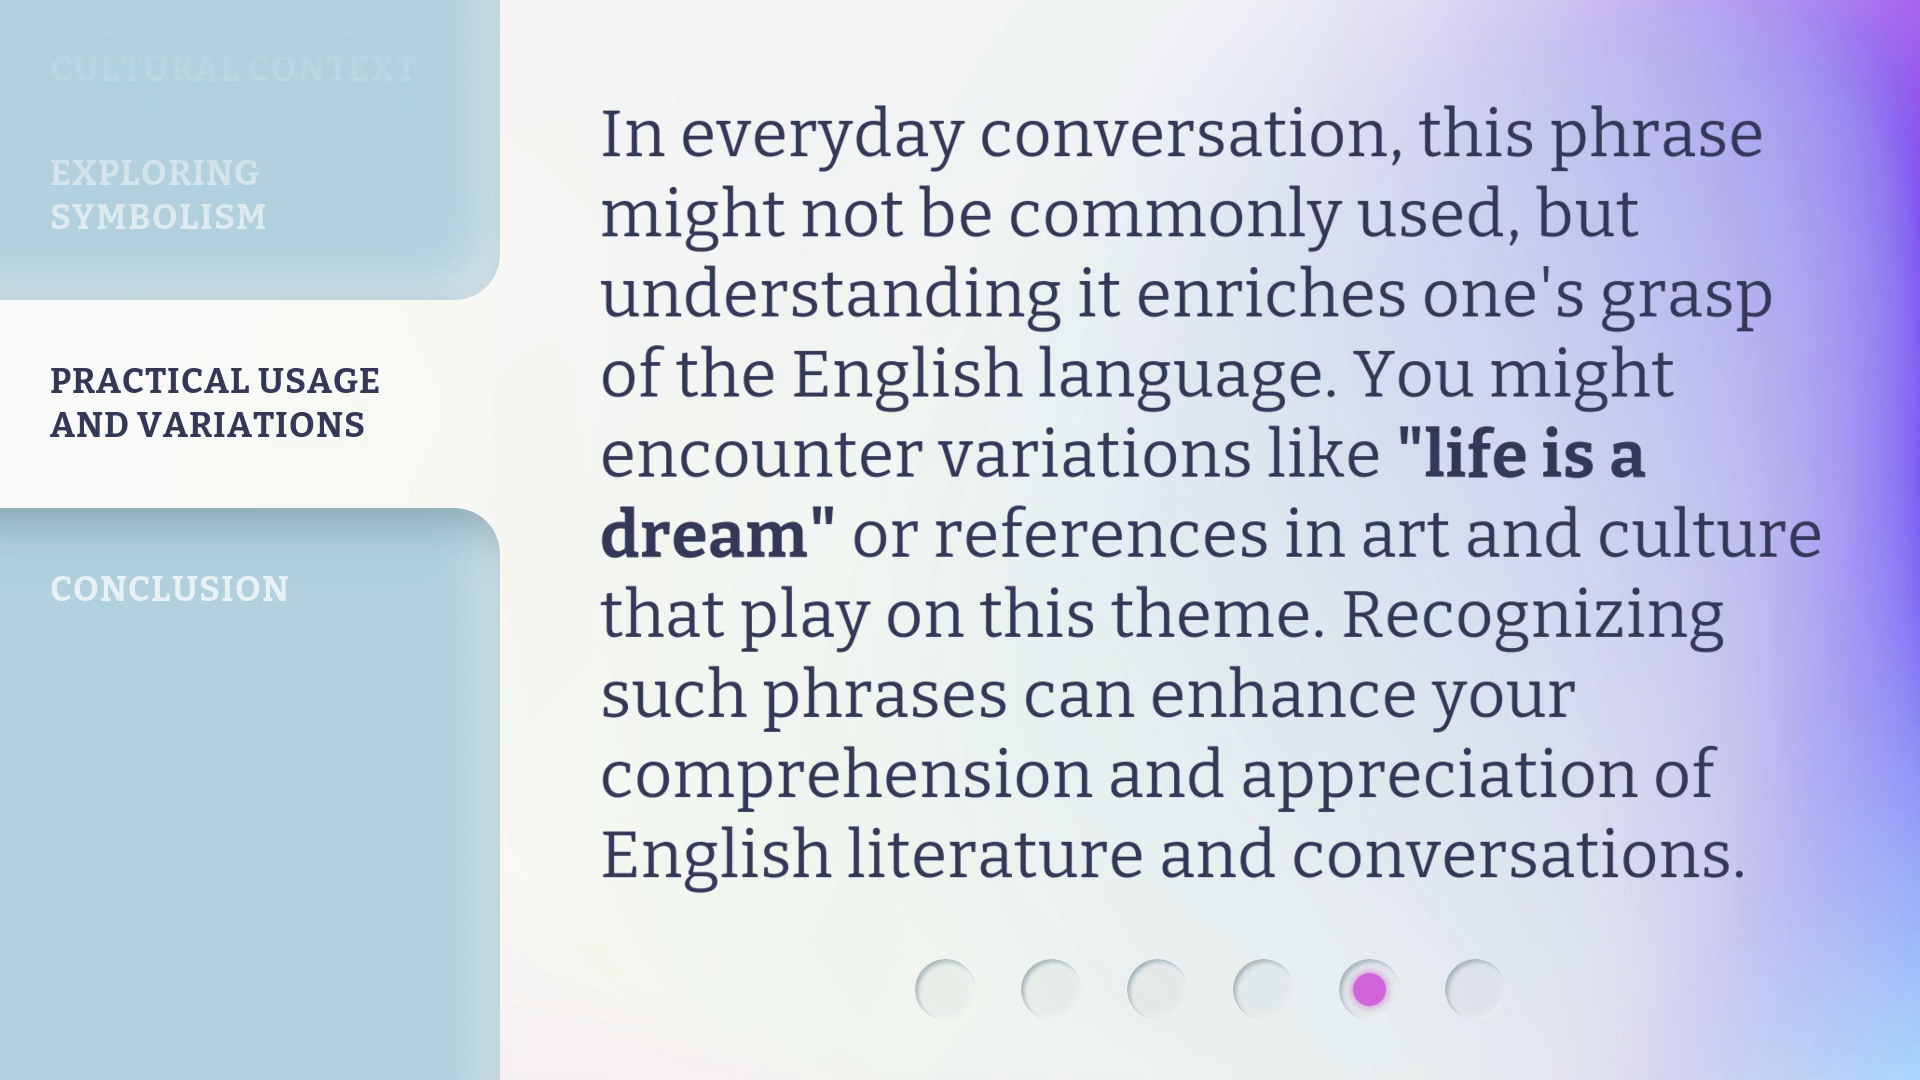 CULTURAL CONTEXT
EXPLORING
SYMBOLISM
PRACTICAL USAGE
AND VARIATIONS
CONCLUSION
In everyday conversation, this phrase
might not be commonly used, but
understanding it enriches one's grasp
of the English language. You might
encounter variations like "life is a
dream" or references in art and culture
that play on this theme. Recognizing
such phrases can enhance your
comprehension and appreciation of
English literature and conversations.